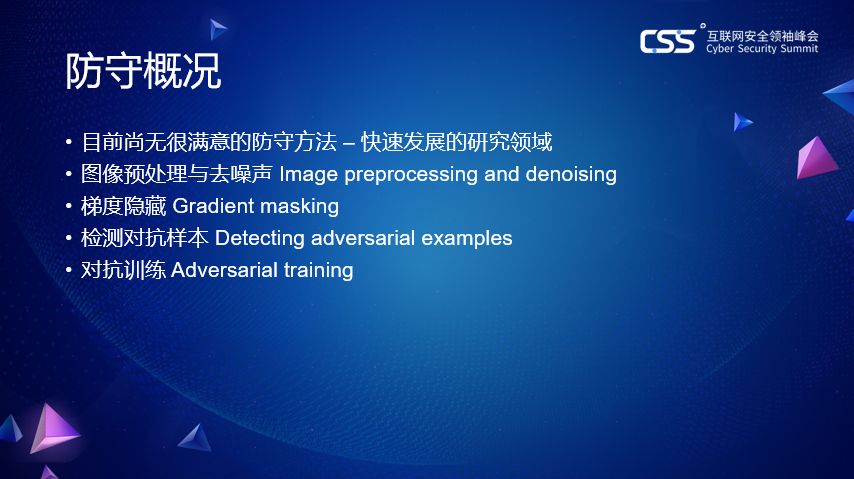 CSS 互联网安全领袖峰会
Cyber Security Summit
防守概况
• 目前尚无很满意的防守方法 – 快速发展的研究领域
• 图像预处理与去噪声 Image preprocessing and denoising
• 梯度隐藏 Gradient masking
• 检测对抗样本 Detecting adversarial examples
• 对抗训练 Adversarial training